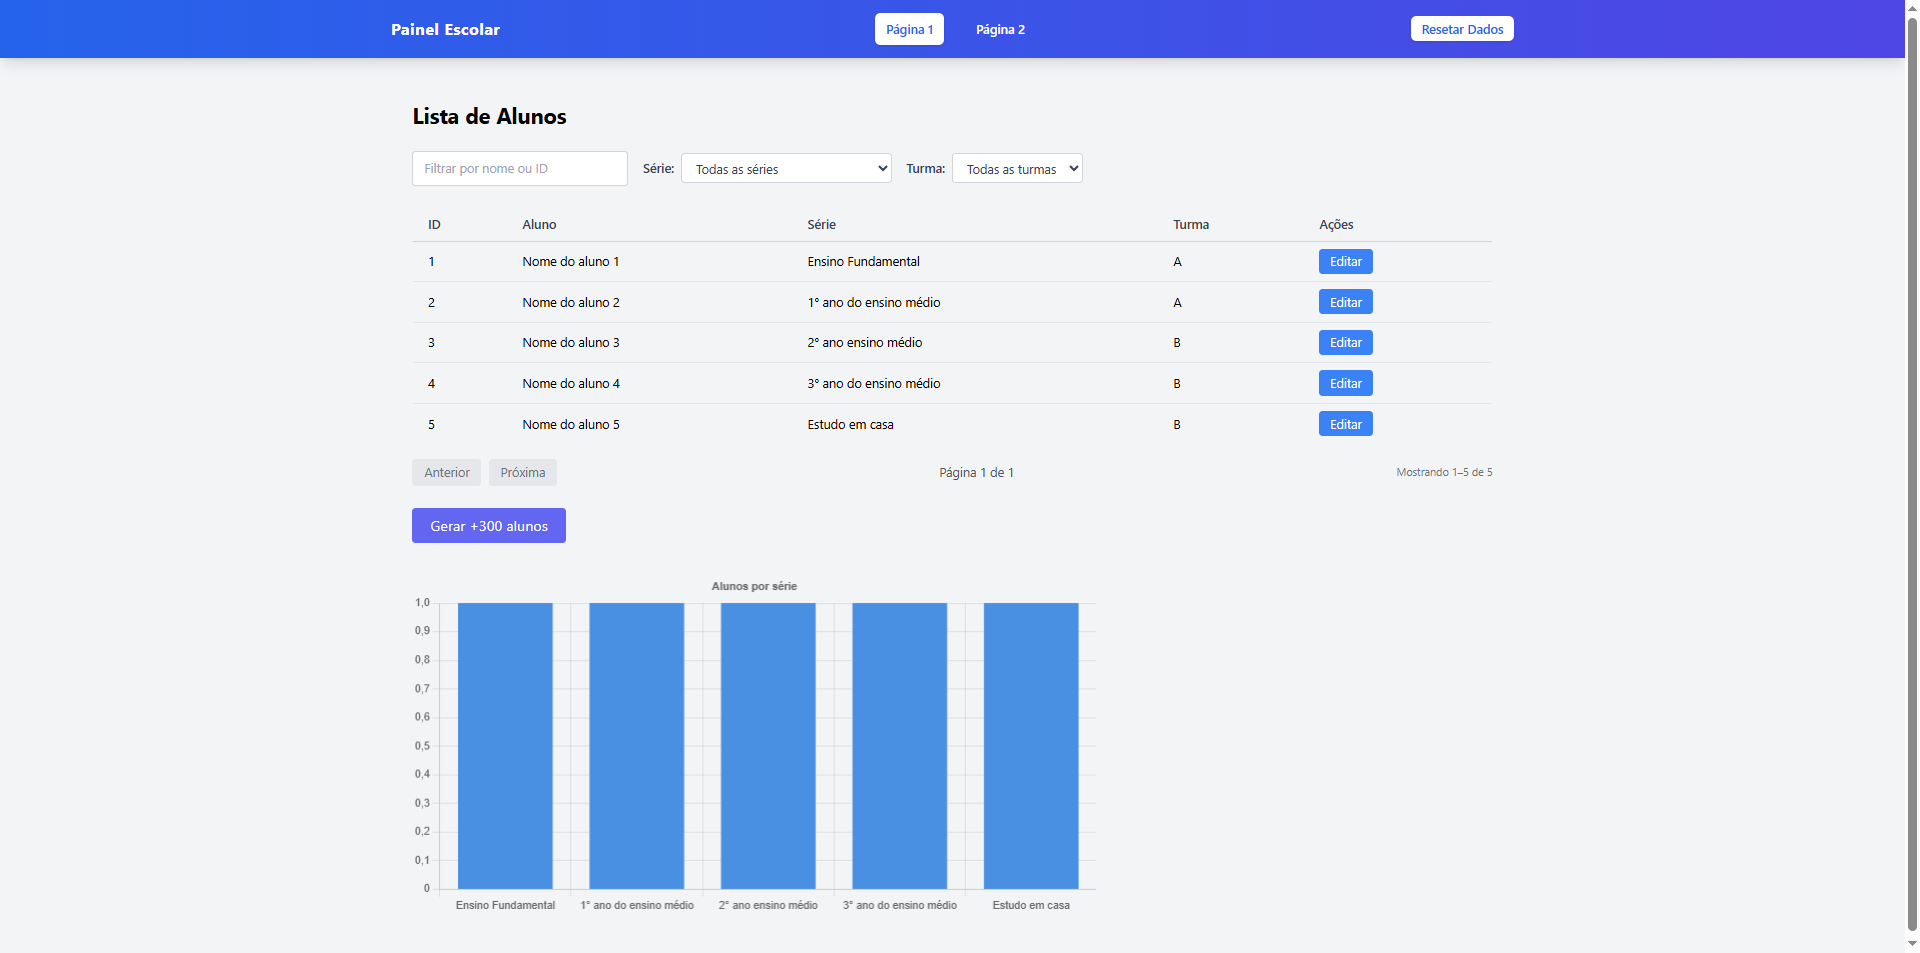 Painel Escolar Página 1 Página 2 Resetar Dados
Lista de Alunos
Filtrar por nome ou ID Série: Todas as séries Turma: Todas as turmas
ID Aluno Série Turma Ações
1 Nome do aluno 1 Ensino Fundamental A Editar
2 Nome do aluno 2 1° ano do ensino médio A Editar
3 Nome do aluno 3 2° ano ensino médio B Editar
4 Nome do aluno 4 3° ano do ensino médio B Editar
5 Nome do aluno 5 Estudo em casa B Editar
Anterior Próxima Página 1 de 1 Mostrando 1–5 de 5
Gerar +300 alunos
Alunos por série
1,0
0,9
0,8
0,7
0,6
0,5
0,4
0,3
0,2
0,1
0
Ensino Fundamental 1° ano do ensino médio 2° ano ensino médio 3° ano do ensino médio Estudo em casa